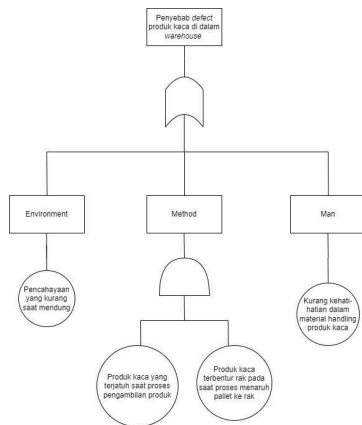 Penyebab defect
produk kaca di dalam
warehouse
Environment
Method
Man
Pencahayaan
yang kurang
saat mendung
Kurang kehati-
hatian dalam
material handling
produk kaca
Produk kaca yang
terjatuh saat proses
pengambilan produk
Produk kaca
terbentur rak pada
saat proses menaruh
pallet ke rak